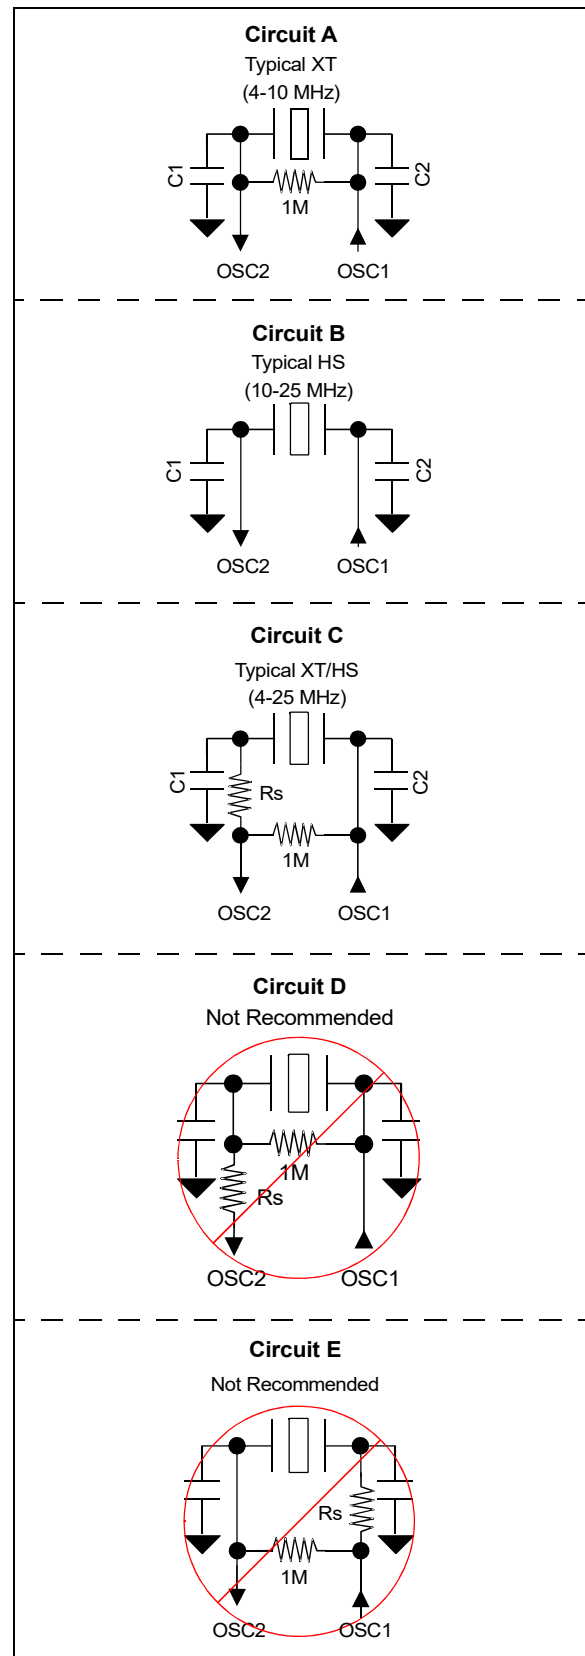 Circuit A
Typical XT
(4-10 MHz)
C1
C2
1M
OSC2
OSC1
Circuit B
Typical HS
(10-25 MHz)
C1
C2
OSC2
OSC1
Circuit C
Typical XT/HS
(4-25 MHz)
C1
Rs
C2
1M
OSC2
OSC1
Circuit D
Not Recommended
1M
Rs
OSC2
OSC1
Circuit E
Not Recommended
Rs
1M
OSC2
OSC1